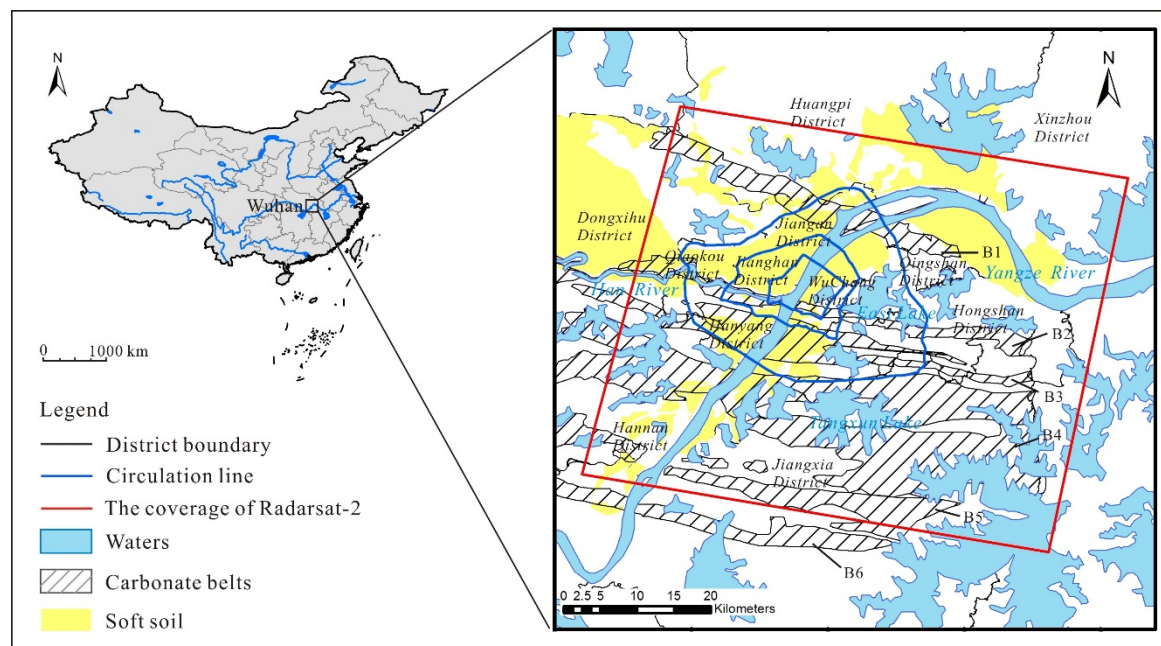 N
Wuhan
0 1000 km
Legend
District boundary
Circulation line
The coverage of Radarsat-2
Waters
Carbonate belts
Soft soil
N
Huangpi
District
Xinzhou
District
Dongxihu
District
Jiangan
District
Qiaokou
District
Jianghan
District
WuChang
District
Qingshan
District
B1
Yangze River
Han River
East Lake
Hongshan
District
B2
Hanyang
District
B3
Hannan
District
Tangxun Lake
B4
Jiangxia
District
B5
B6
0 2.5 5 10 15 20
Kilometers